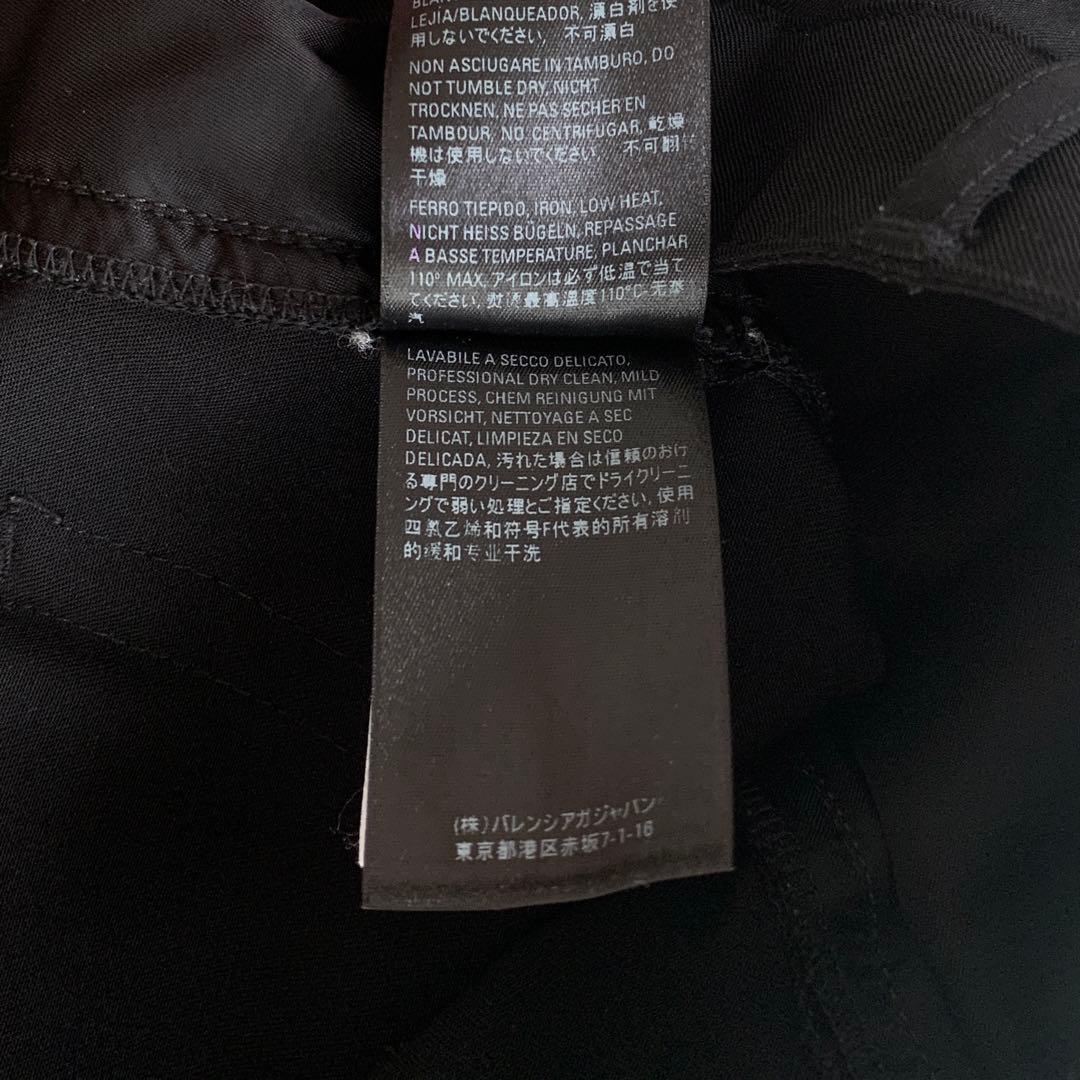 LEJÍA/BLANQUEADOR, 漂白剤を使
用しないでください, 不可漂白
NON ASCIUGARE IN TAMBURO, DO
NOT TUMBLE DRY, NICHT
TROCKNEN, NE PAS SECHER EN
TAMBOUR, NO CENTRIFUGAR, 乾燥
機は使用しないでください, 不可翻
干燥
FERRO TIEPIDO, IRON, LOW HEAT,
NICHT HEISS BÜGELN, REPASSAGE
A BASSE TEMPERATURE, PLANCHAR
110° MAX, アイロンは必ず低温で当て
てください, 熨烫最高温度110°C-无蒸
汽
LAVABILE A SECCO DELICATO,
PROFESSIONAL DRY CLEAN, MILD
PROCESS, CHEM REINIGUNG MIT
VORSICHT, NETTOYAGE A SEC
DELICAT, LIMPIEZA EN SECO
DELICADA, 汚れた場合は信頼のおけ
る専門のクリーニング店でドライクリーニ
ングで弱い処理とご指定ください, 使用
四氯乙烯和符号F代表的所有溶剂
的缓和专业干洗
(株)バレンシアガジャパン
東京都港区赤坂7-1-16